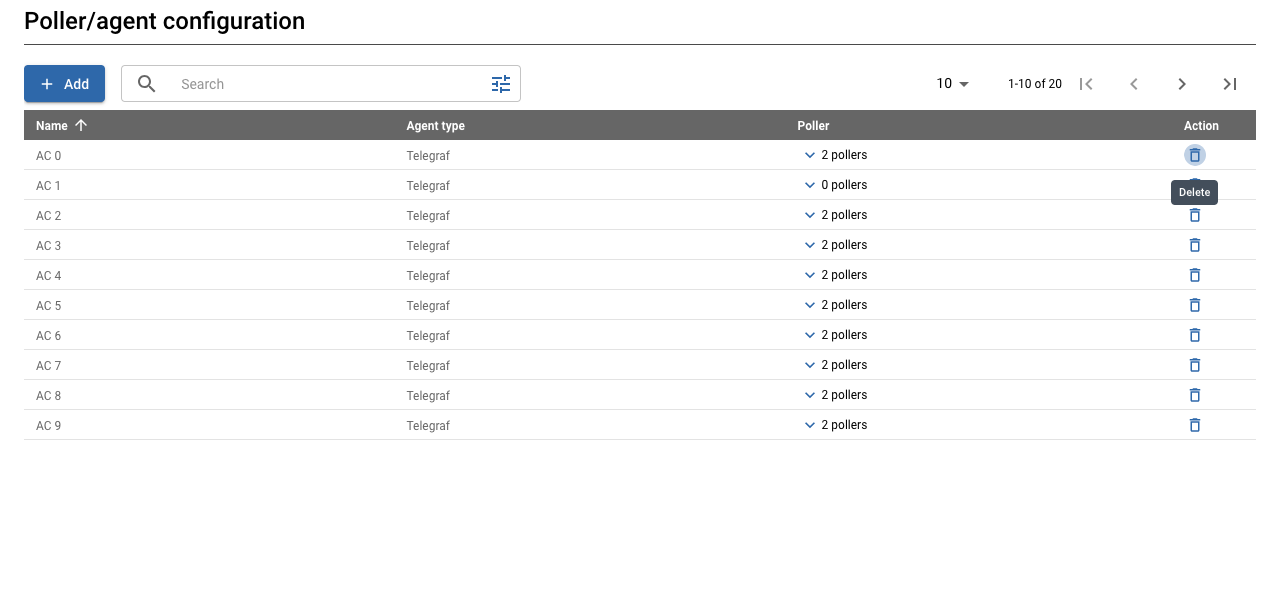 Poller/agent configuration
Add Search 10 1-10 of 20
Name Agent type Poller Action
AC 0 Telegraf 2 pollers
AC 1 Telegraf 0 pollers
Delete
AC 2 Telegraf 2 pollers
AC 3 Telegraf 2 pollers
AC 4 Telegraf 2 pollers
AC 5 Telegraf 2 pollers
AC 6 Telegraf 2 pollers
AC 7 Telegraf 2 pollers
AC 8 Telegraf 2 pollers
AC 9 Telegraf 2 pollers